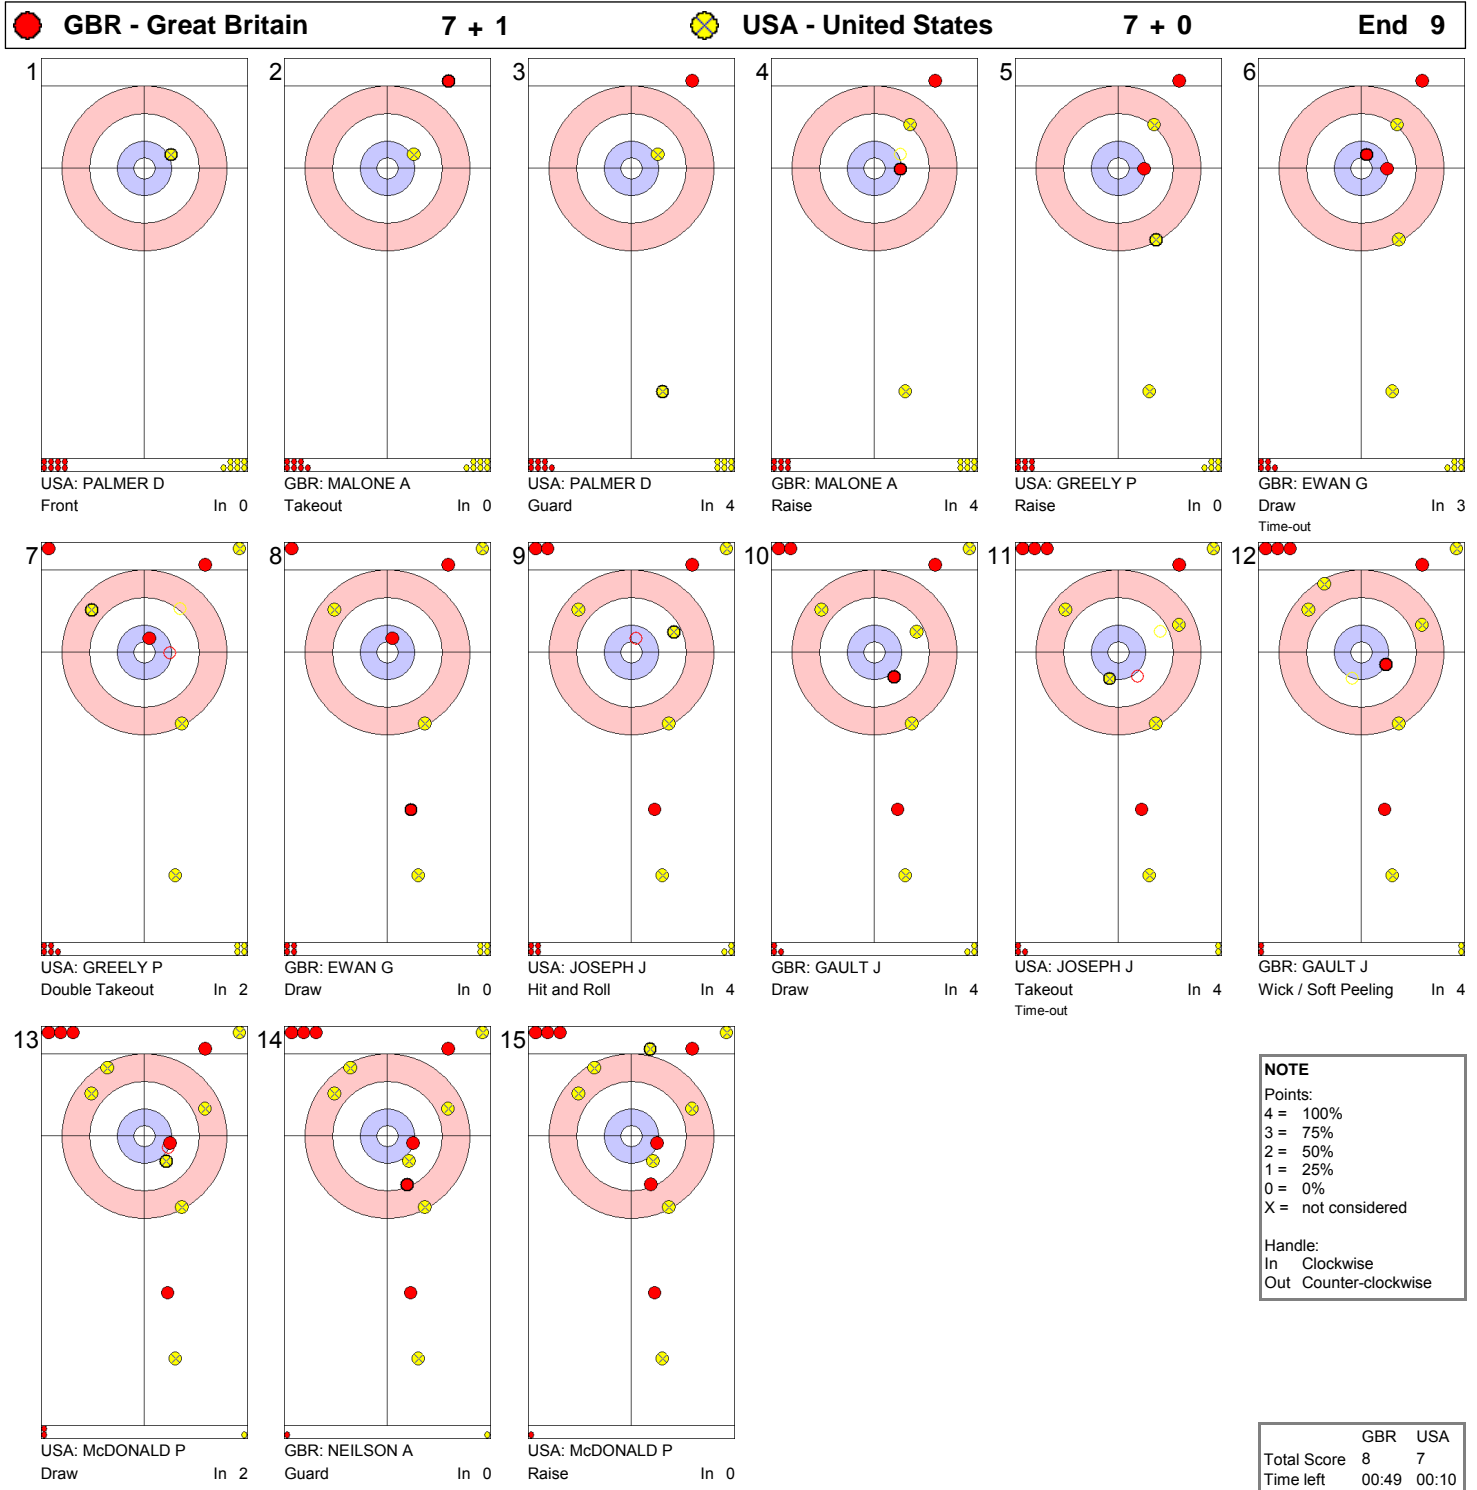 GBR - Great Britain 7 + 1 USA - United States 7 + 0 End 9
1 2 3 4 5 6
USA: PALMER D GBR: MALONE A USA: PALMER D GBR: MALONE A USA: GREELY P GBR: EWAN G
Front In 0 Takeout In 0 Guard In 4 Raise In 4 Raise In 0 Draw In 3
Time-out
7 8 9 10 11 12
USA: GREELY P GBR: EWAN G USA: JOSEPH J GBR: GAULT J USA: JOSEPH J GBR: GAULT J
Double Takeout In 2 Draw In 0 Hit and Roll In 4 Draw In 4 Takeout In 4 Wick / Soft Peeling In 4
Time-out
13 14 15
USA: McDONALD P GBR: NEILSON A USA: McDONALD P
Draw In 2 Guard In 0 Raise In 0
NOTE
Points:
4 = 100%
3 = 75%
2 = 50%
1 = 25%
0 = 0%
X = not considered
Handle:
In Clockwise
Out Counter-clockwise
GBR USA
Total Score 8 7
Time left 00:49 00:10